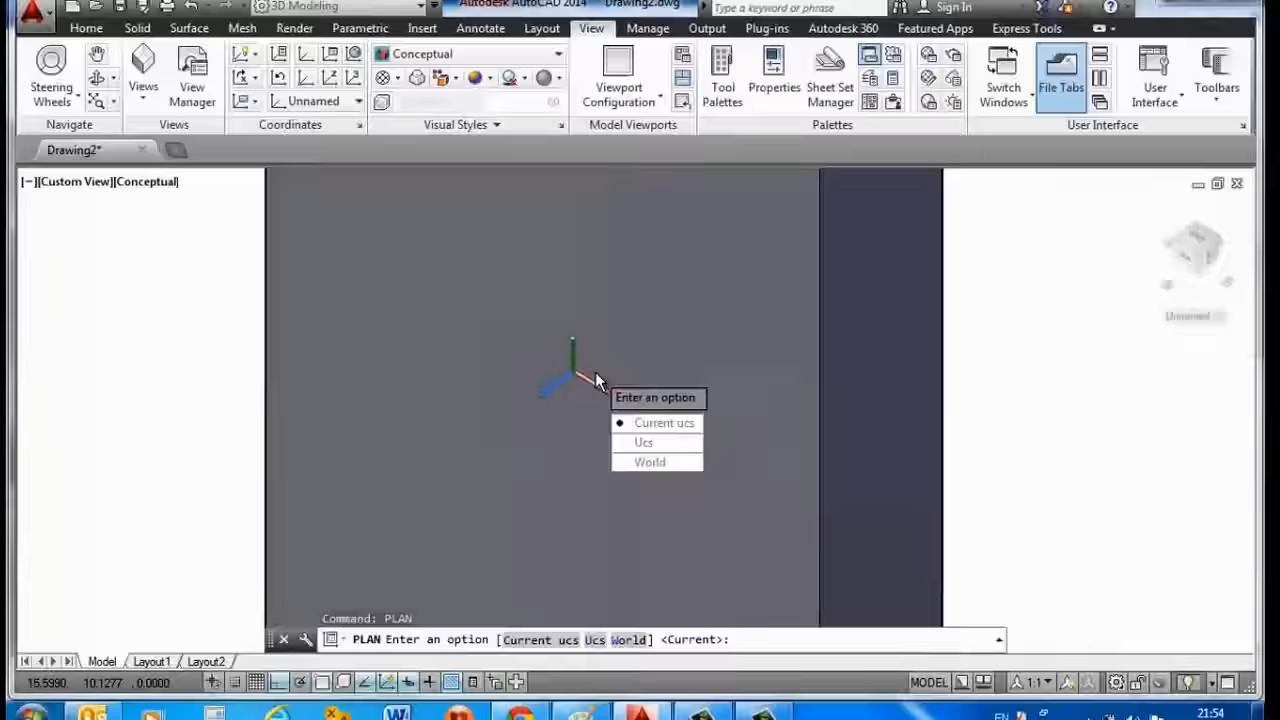 3D Modeling
Autodesk AutoCAD 2014 Drawing2.dwg
Type a keyword or phrase
Sign In
Home Solid Surface Mesh Render Parametric Insert Annotate Layout View Manage Output Plug-ins Autodesk 360 Featured Apps Express Tools
Conceptual
Steering Wheels
Views
View Manager
Unnamed
60
Viewport Configuration
Tool Palettes
Properties
Sheet Set Manager
Switch Windows
File Tabs
User Interface
Toolbars
Navigate Views Coordinates Visual Styles Model Viewports Palettes User Interface
Drawing2*
[−][Custom View][Conceptual]
Unnamed
Enter an option
Current ucs
Ucs
World
Command: PLAN
PLAN Enter an option [Current ucs Ucs World] <Current>:
Model Layout1 Layout2
15.5990, 10.1277, 0.0000
MODEL
1:1
EN
21:54